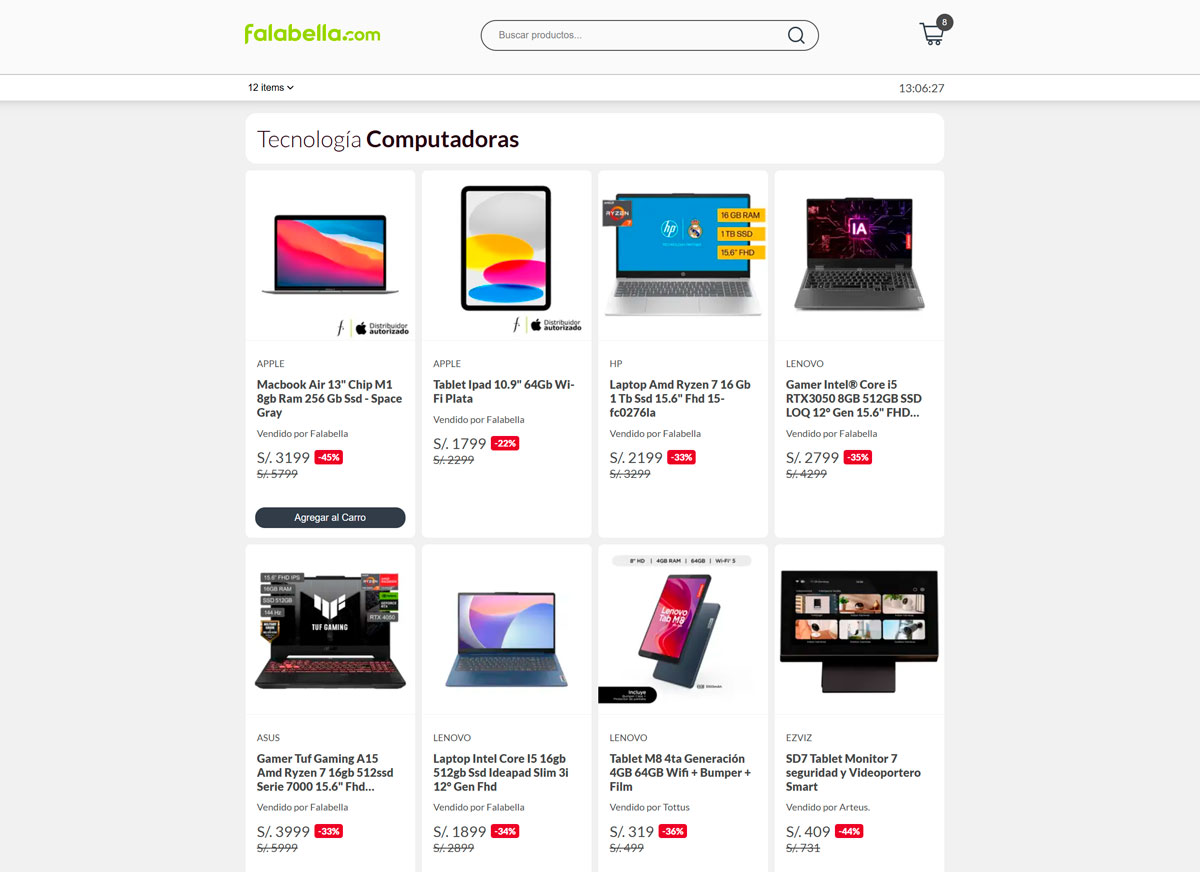 falabella.com
Buscar productos...
8
12 items
13:06:27
Tecnología Computadoras
Distribuidor
autorizado
Distribuidor
autorizado
RYZEN
hp
16 GB RAM
1 TB SSD
15,6" FHD
IA
APPLE
Macbook Air 13" Chip M1
8gb Ram 256 Gb Ssd - Space
Gray
Vendido por Falabella
S/. 3199 -45%
S/. 5799
Agregar al Carro
APPLE
Tablet Ipad 10.9" 64Gb Wi-
Fi Plata
Vendido por Falabella
S/. 1799 -22%
S/. 2299
HP
Laptop Amd Ryzen 7 16 Gb
1 Tb Ssd 15.6" Fhd 15-
fc0276la
Vendido por Falabella
S/. 2199 -33%
S/. 3299
LENOVO
Gamer Intel® Core i5
RTX3050 8GB 512GB SSD
LOQ 12° Gen 15.6" FHD...
Vendido por Falabella
S/. 2799 -35%
S/. 4299
15.6" FHD IPS
16GB RAM
SSD 512GB
144 Hz
RYZEN
RTX 4050
TUF GAMING
8" HD | 4GB RAM | 64GB | Wi-Fi 5
Lenovo
Tab M8
Incluye
ASUS
Gamer Tuf Gaming A15
Amd Ryzen 7 16gb 512ssd
Serie 7000 15.6" Fhd...
Vendido por Falabella
S/. 3999 -33%
S/. 5999
LENOVO
Laptop Intel Core I5 16gb
512gb Ssd Ideapad Slim 3i
12° Gen Fhd
Vendido por Falabella
S/. 1899 -34%
S/. 2899
LENOVO
Tablet M8 4ta Generación
4GB 64GB Wifi + Bumper +
Film
Vendido por Tottus
S/. 319 -36%
S/. 499
EZVIZ
SD7 Tablet Monitor 7
seguridad y Videoportero
Smart
Vendido por Arteus.
S/. 409 -44%
S/. 731